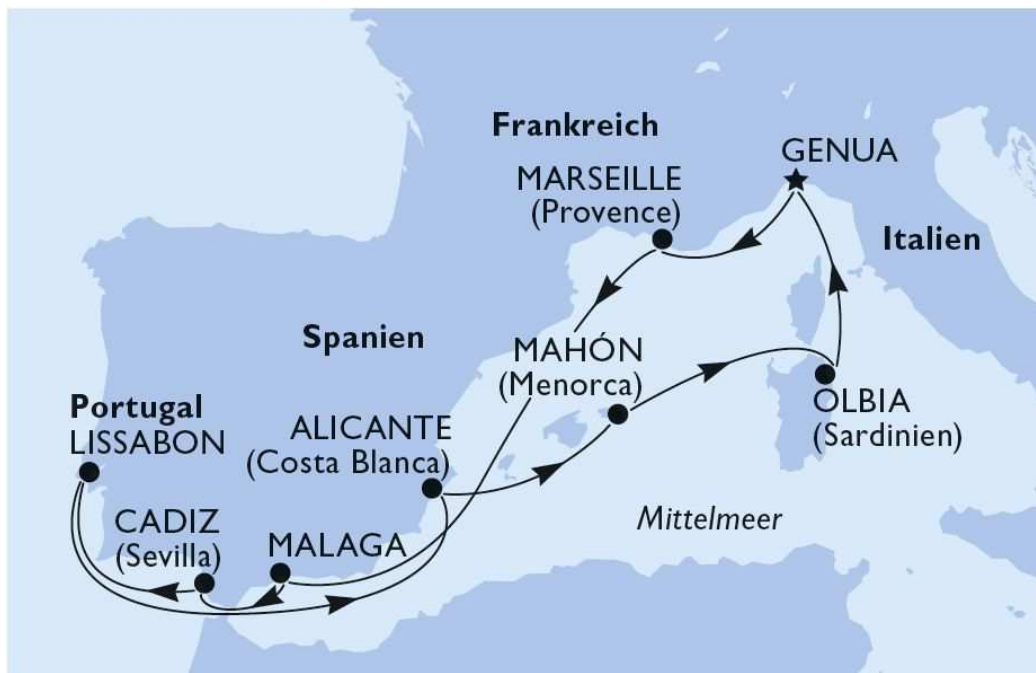 Frankreich
GENUA
MARSEILLE
(Provence)
Italien
Spanien
MAHÓN
(Menorca)
Portugal
LISSABON
ALICANTE
(Costa Blanca)
OLBIA
(Sardinien)
CADIZ
(Sevilla)
MALAGA
Mittelmeer